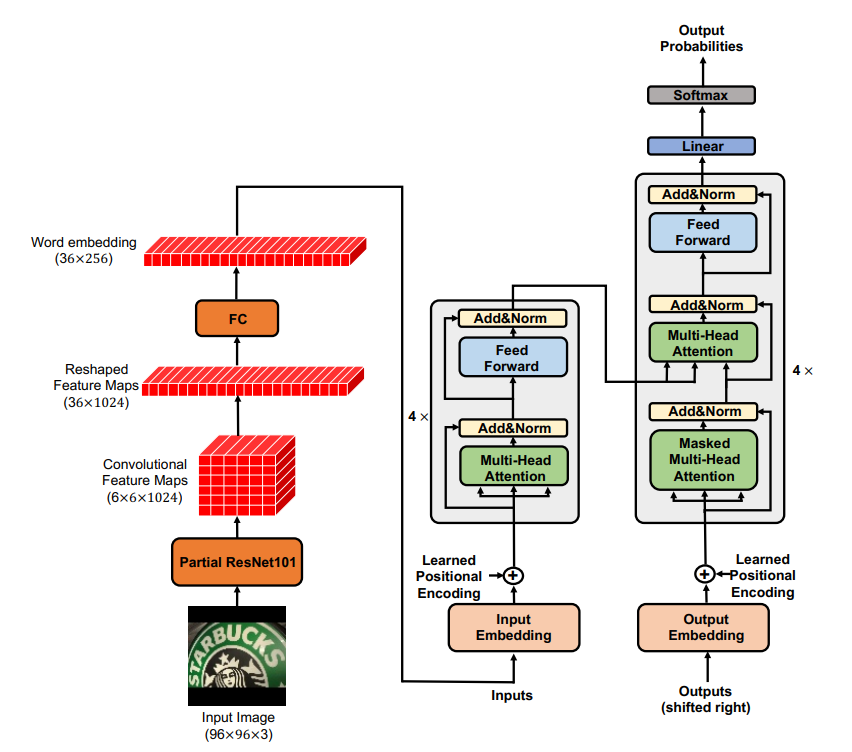 Output
Probabilities
Softmax
Linear
Add&Norm
Feed
Forward
Add&Norm
Multi-Head
Attention
4 ×
Add&Norm
Masked
Multi-Head
Attention
Learned
Positional
Encoding
+
Output
Embedding
Outputs
(shifted right)
Add&Norm
Feed
Forward
4 ×
Add&Norm
Multi-Head
Attention
Learned
Positional
Encoding
+
Input
Embedding
Inputs
Word embedding
(36×256)
FC
Reshaped
Feature Maps
(36×1024)
Convolutional
Feature Maps
(6×6×1024)
Partial ResNet101
STARBUCKS
Input Image
(96×96×3)